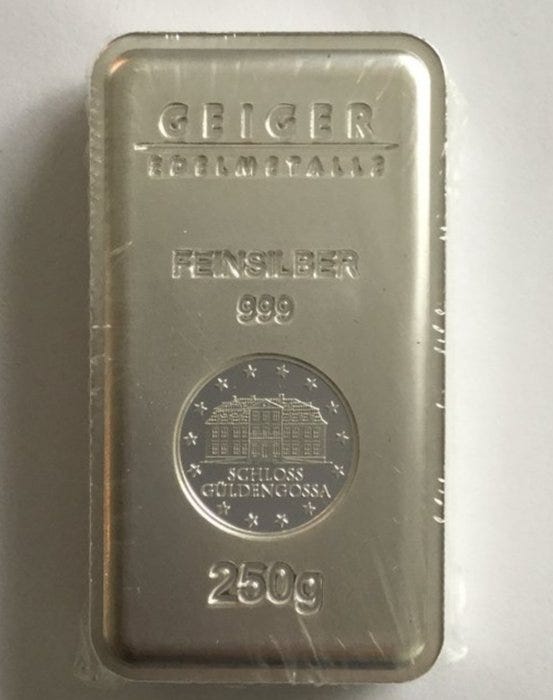 GEIGER
EDELMETALLE
FEINSILBER
999
SCHLOSS
GÜLDENGOSSA
250g